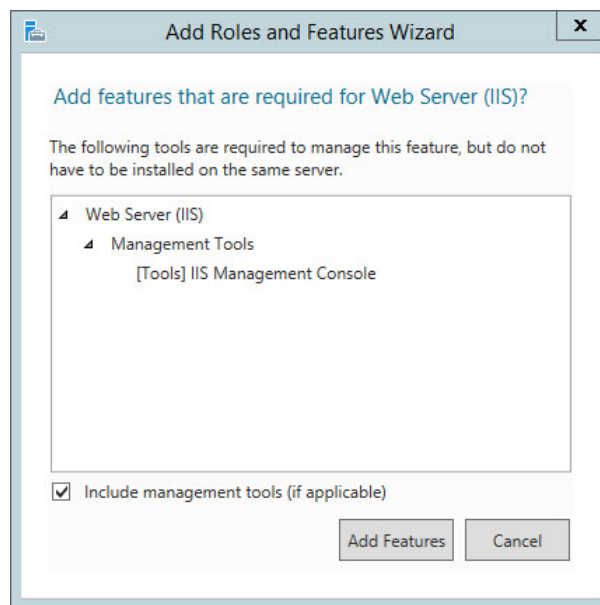 Add Roles and Features Wizard
x
Add features that are required for Web Server (IIS)?
The following tools are required to manage this feature, but do not
have to be installed on the same server.
Web Server (IIS)
Management Tools
[Tools] IIS Management Console
Include management tools (if applicable)
Add Features
Cancel